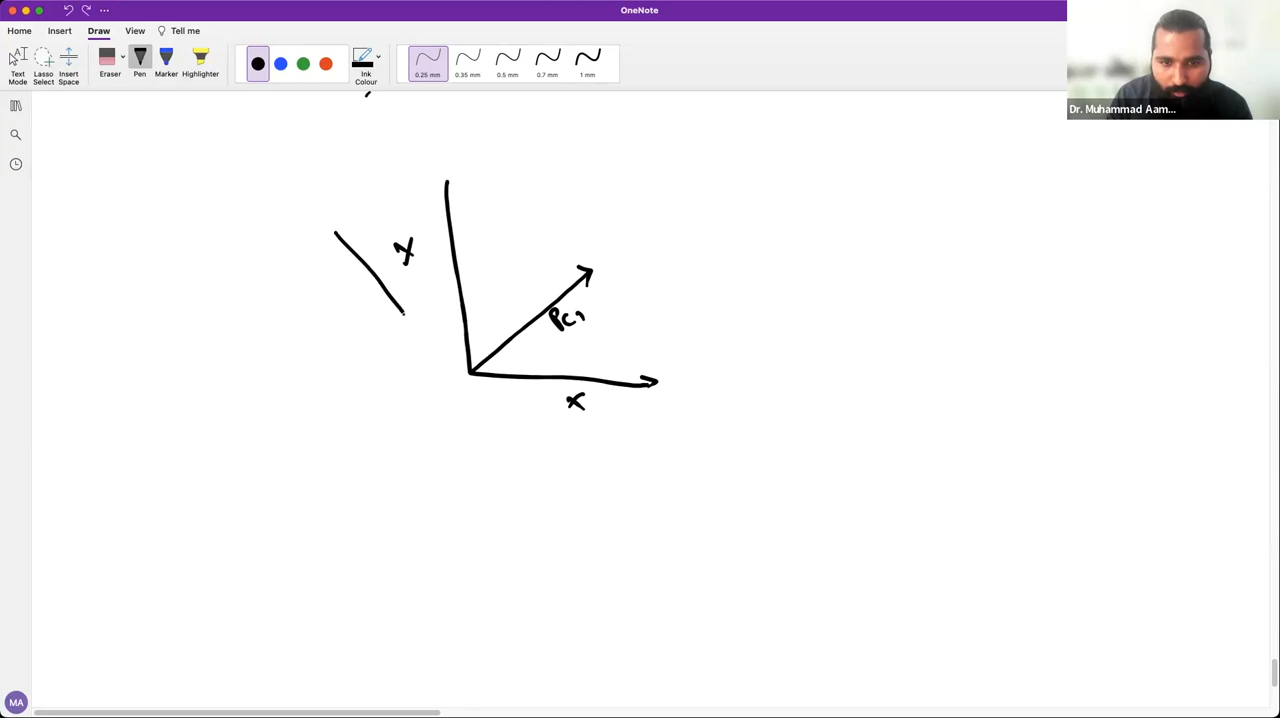 OneNote
Home Insert Draw View Tell me
Text Mode
Lasso Select
Insert Space
Eraser
Pen
Marker
Highlighter
Ink Colour
0.25 mm
0.35 mm
0.5 mm
0.7 mm
1 mm
Dr. Muhammad Aam...
Y
PC1
X
MA